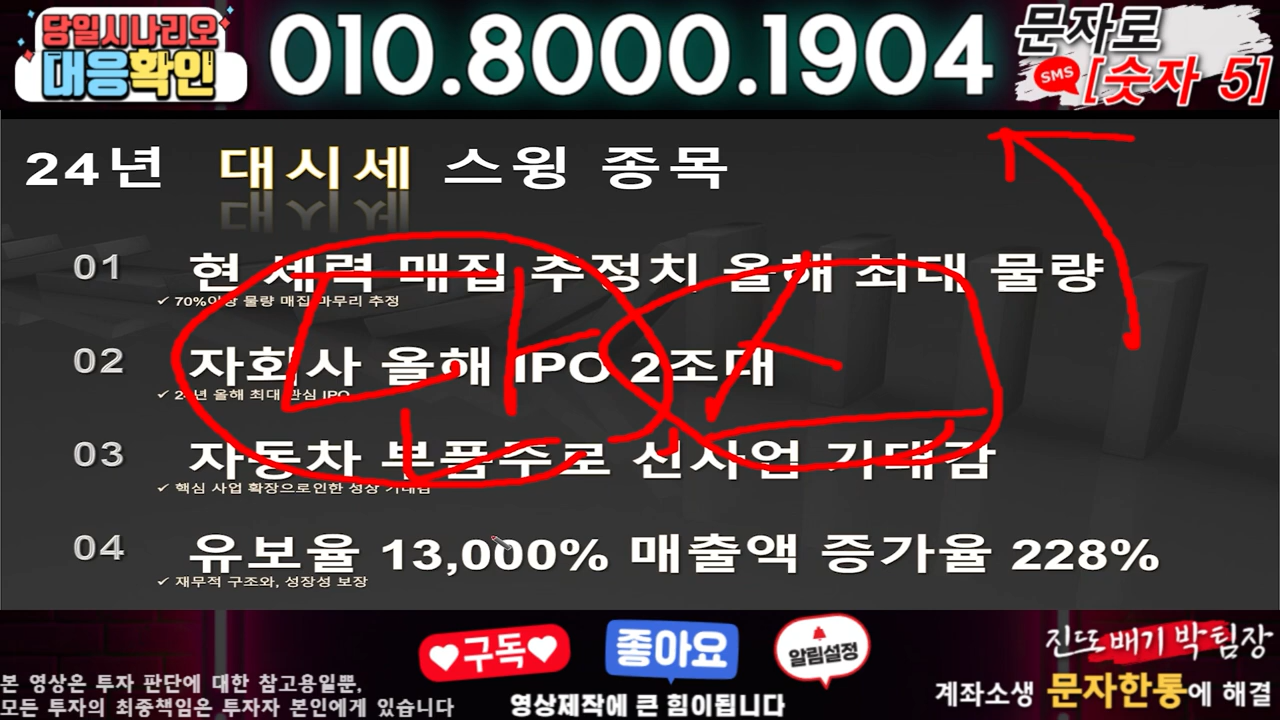 당일시나리오
대응확인
010.8000.1904
문자로
SMS
[숫자 5]
24년 대시세 스윙 종목
01 현 세력 매집 추정치 올해 최대 물량
✓ 70%이상 물량 매집 마무리 추정
02 자회사 올해 IPO 2조대
✓ 24년 올해 최대 관심 IPO
03 자동차 부품주로 신사업 기대감
✓ 핵심 사업 확장으로인한 성장 기대감
04 유보율 13,000% 매출액 증가율 228%
✓ 재무적 구조와, 성장성 보장
구독
좋아요
알림설정
진또배기 박팀장
본 영상은 투자 판단에 대한 참고용일뿐,
모든 투자의 최종책임은 투자자 본인에게 있습니다
영상제작에 큰 힘이됩니다
계좌소생 문자한통에 해결